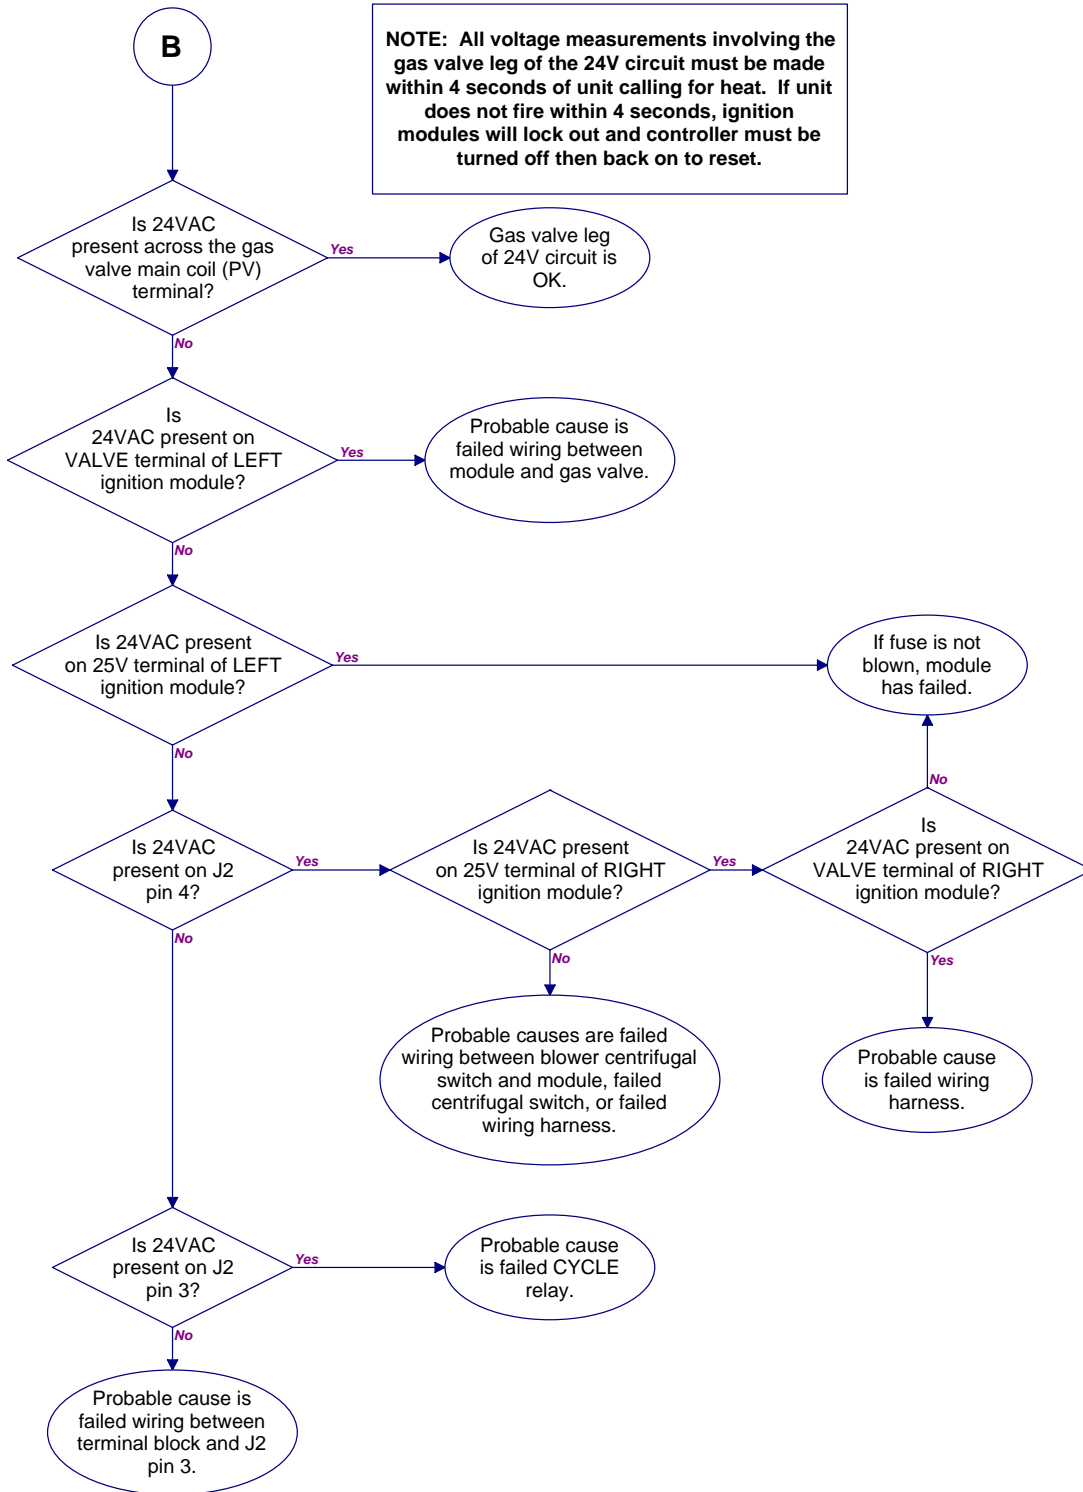 B
NOTE: All voltage measurements involving the
gas valve leg of the 24V circuit must be made
within 4 seconds of unit calling for heat. If unit
does not fire within 4 seconds, ignition
modules will lock out and controller must be
turned off then back on to reset.
Is 24VAC
present across the gas
valve main coil (PV)
terminal?
Yes
Gas valve leg
of 24V circuit is
OK.
No
Is
24VAC present on
VALVE terminal of LEFT
ignition module?
Yes
Probable cause is
failed wiring between
module and gas valve.
No
Is 24VAC present
on 25V terminal of LEFT
ignition module?
Yes
If fuse is not
blown, module
has failed.
No
Is 24VAC
present on J2
pin 4?
Yes
Is 24VAC present
on 25V terminal of RIGHT
ignition module?
Yes
Is
24VAC present on
VALVE terminal of RIGHT
ignition module?
No
No
No
Yes
Probable causes are failed
wiring between blower centrifugal
switch and module, failed
centrifugal switch, or failed
wiring harness.
Probable cause
is failed wiring
harness.
Is 24VAC
present on J2
pin 3?
Yes
Probable cause
is failed CYCLE
relay.
No
Probable cause is
failed wiring between
terminal block and J2
pin 3.